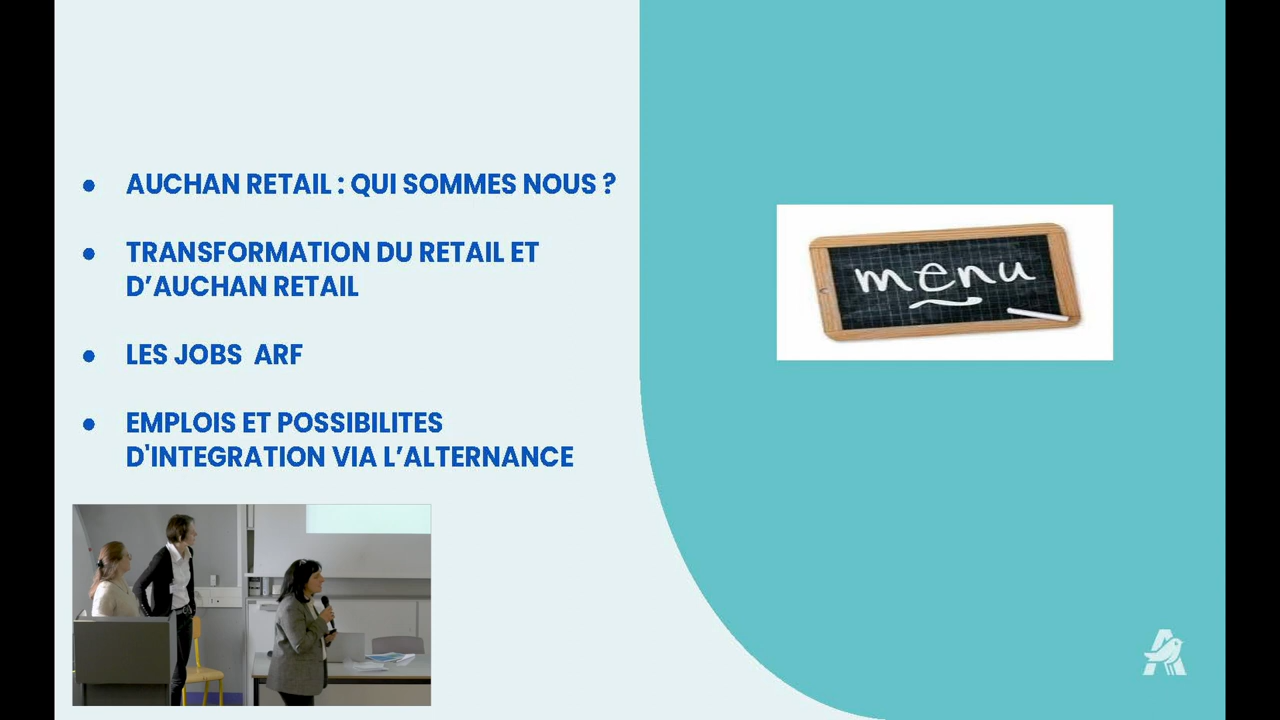 AUCHAN RETAIL : QUI SOMMES NOUS ?
TRANSFORMATION DU RETAIL ET
D’AUCHAN RETAIL
LES JOBS  ARF
EMPLOIS ET POSSIBILITES
D'INTEGRATION VIA L’ALTERNANCE
menu